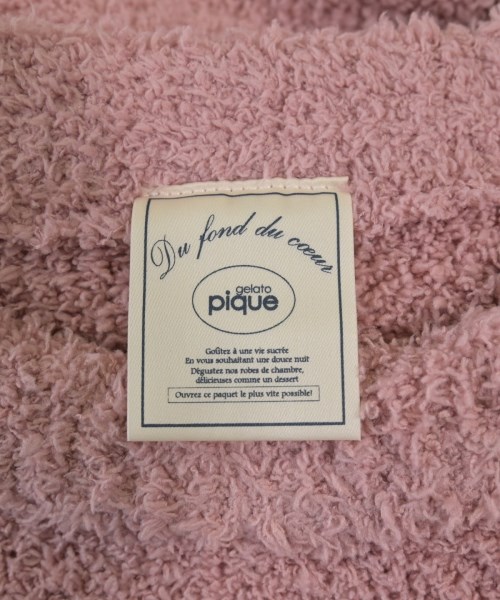 Du fond du cœur
gelato
pique
Goûtez à une vie sucrée
En vous souhaitant une douce nuit
Dégustez nos robes de chambre,
délicieuses comme un dessert
Ouvrez ce paquet le plus vite possible!